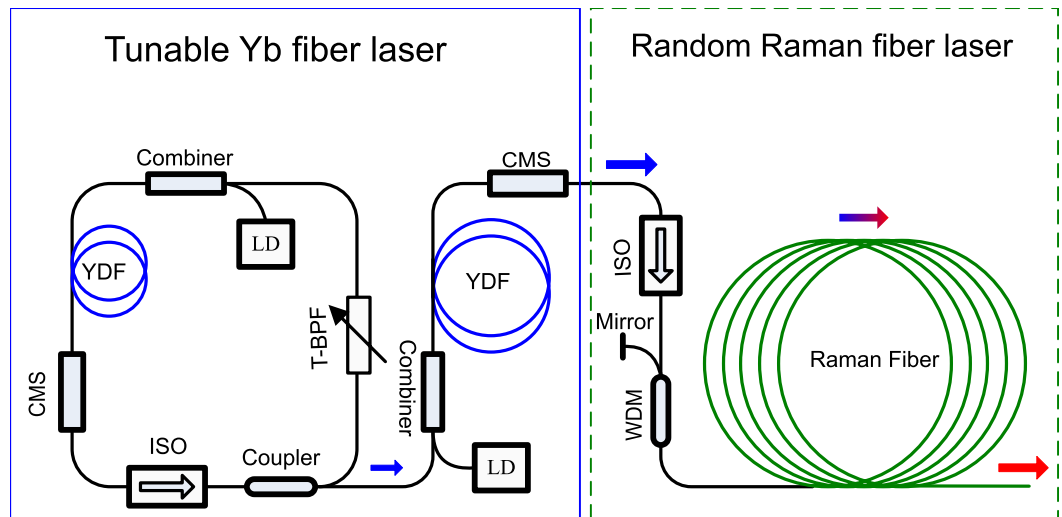 Tunable Yb fiber laser
Random Raman fiber laser
Combiner
LD
YDF
CMS
ISO
Coupler
T-BPF
Combiner
LD
YDF
CMS
ISO
Mirror
WDM
Raman Fiber